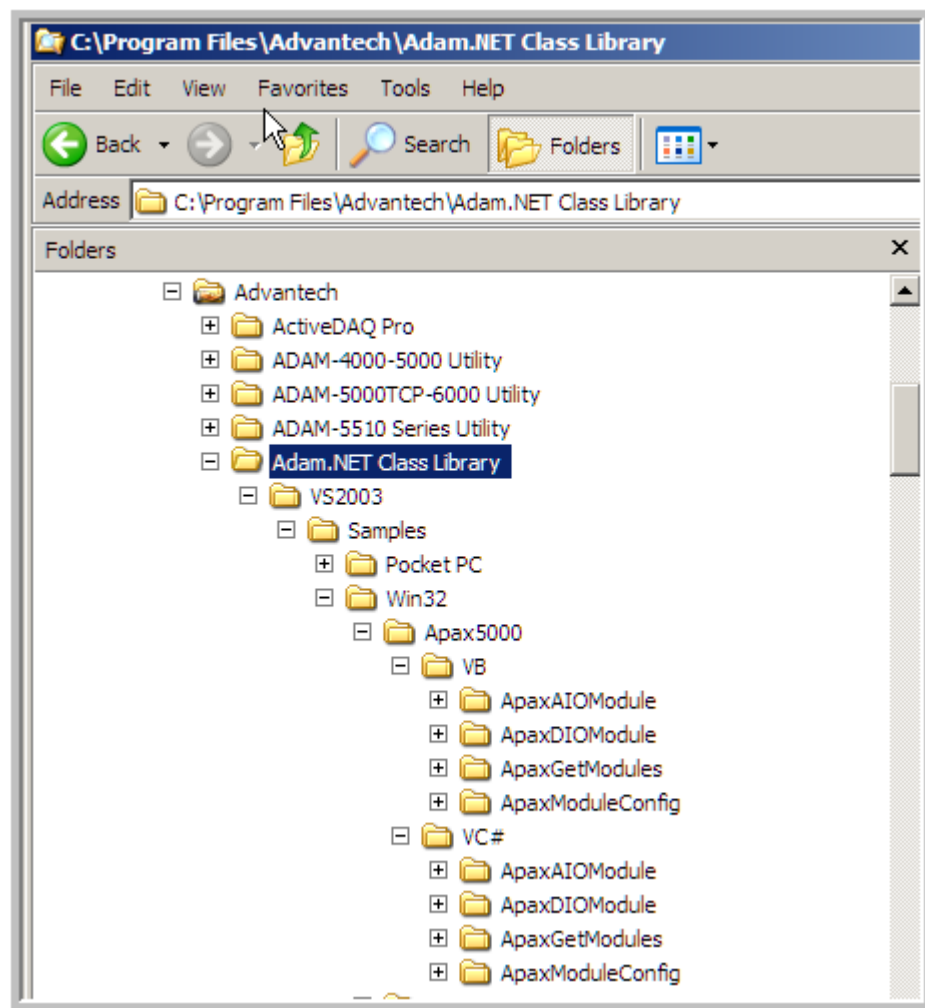 C:\Program Files\Advantech\Adam.NET Class Library
File Edit View Favorites Tools Help
Back Search Folders
Address C:\Program Files\Advantech\Adam.NET Class Library
Folders
Advantech
ActiveDAQ Pro
ADAM-4000-5000 Utility
ADAM-5000TCP-6000 Utility
ADAM-5510 Series Utility
Adam.NET Class Library
VS2003
Samples
Pocket PC
Win32
Apax5000
VB
ApaxAIOModule
ApaxDIOModule
ApaxGetModules
ApaxModuleConfig
VC#
ApaxAIOModule
ApaxDIOModule
ApaxGetModules
ApaxModuleConfig